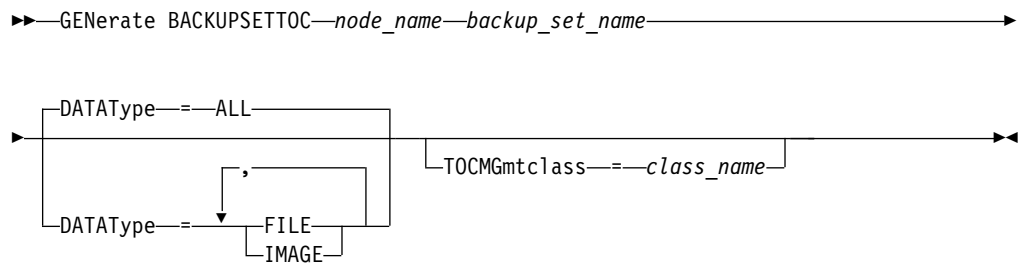 GENerate BACKUPSETTOC node_name backup_set_name
DATAType = ALL
TOCMGmtclass = class_name
,
DATAType = FILE
IMAGE